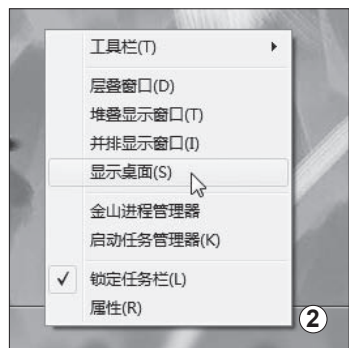 工具栏(T)
层叠窗口(D)
堆叠显示窗口(T)
并排显示窗口(I)
显示桌面(S)
金山进程管理器
启动任务管理器(K)
锁定任务栏(L)
属性(R)
2